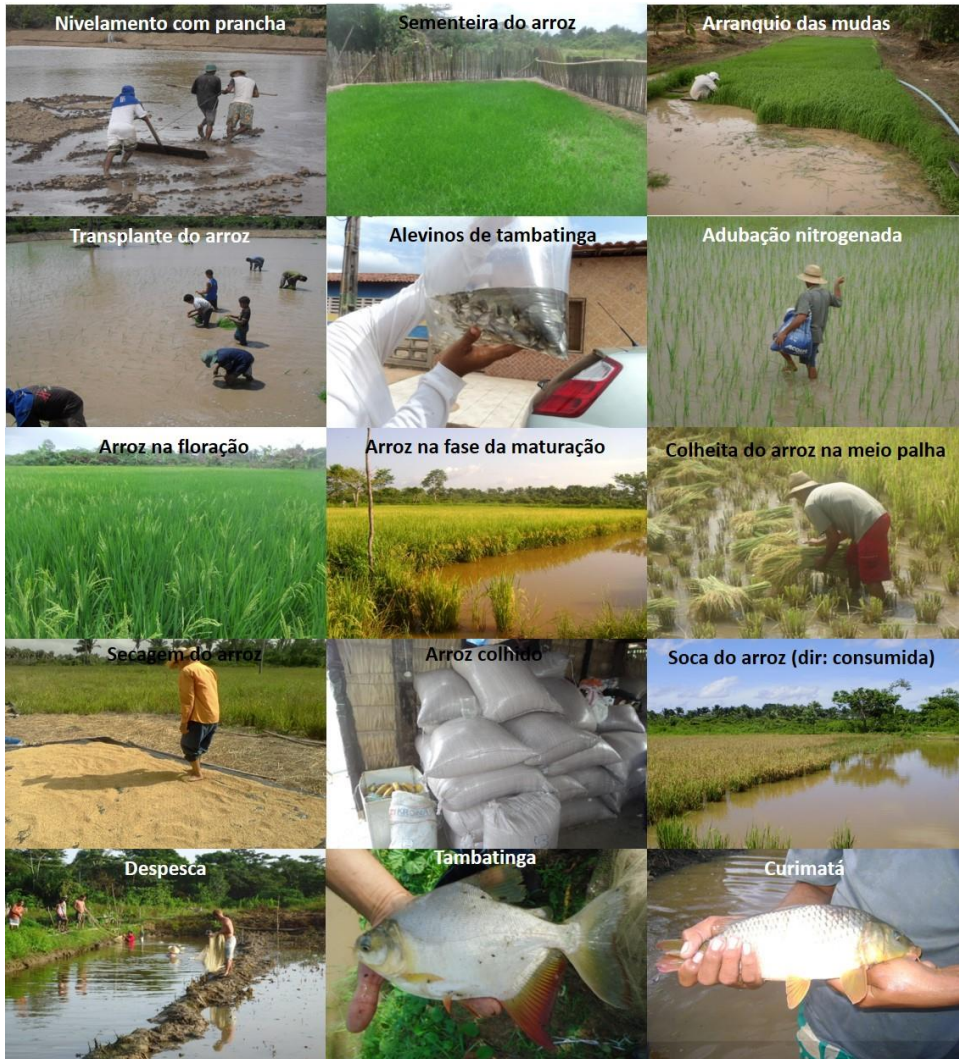 Nivelamento com prancha
Sementeira do arroz
Arranquio das mudas
Transplante do arroz
Alevinos de tambatinga
Adubação nitrogenada
Arroz na floração
Arroz na fase da maturação
Colheita do arroz na meio palha
Secagem do arroz
Arroz colhido
Soca do arroz (dir: consumida)
Despesca
Tambatinga
Curimatá